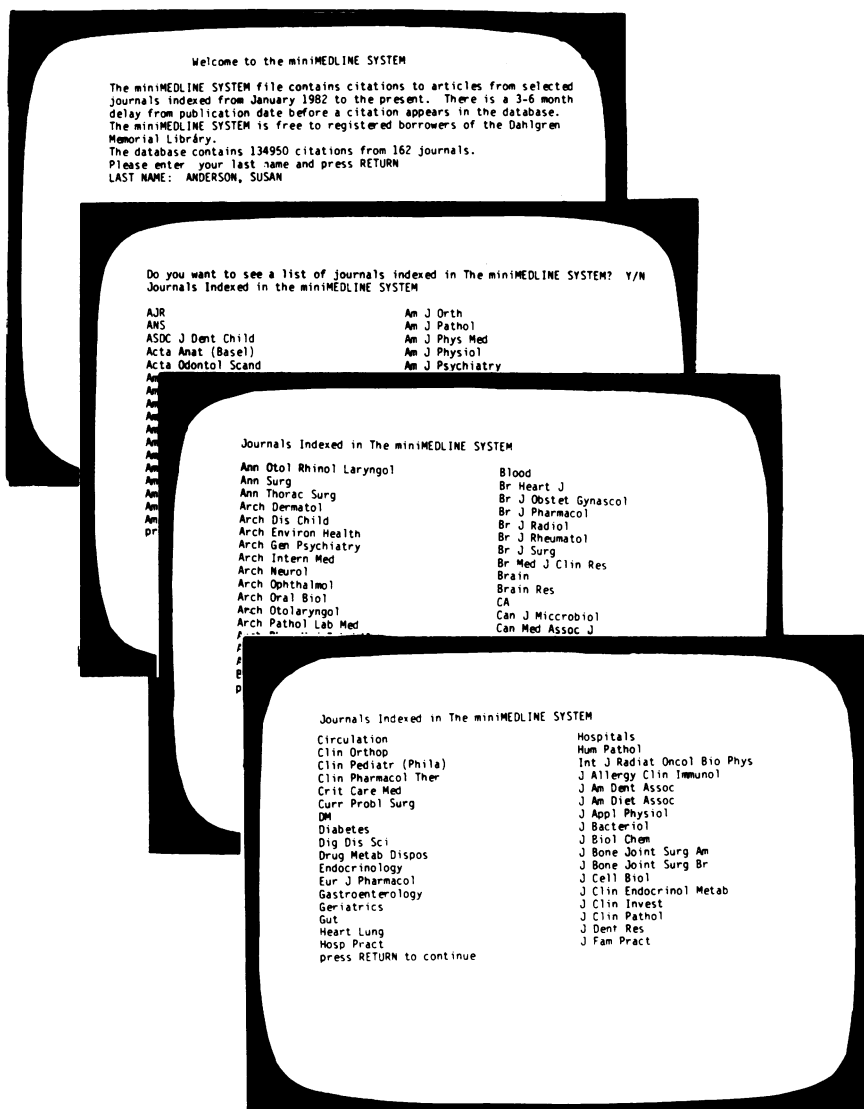 Welcome to the miniMEDLINE SYSTEM
The miniMEDLINE SYSTEM file contains citations to articles from selected
journals indexed from January 1982 to the present. There is a 3-6 month
delay from publication date before a citation appears in the database.
The miniMEDLINE SYSTEM is free to registered borrowers of the Dahlgren
Memorial Library.
The database contains 134950 citations from 162 journals.
Please enter your last name and press RETURN
LAST NAME: ANDERSON, SUSAN
Do you want to see a list of journals indexed in The miniMEDLINE SYSTEM? Y/N
Journals Indexed in the miniMEDLINE SYSTEM
AJR
ANS
ASDC J Dent Child
Acta Anat (Basel)
Acta Odontol Scand
Am
Am
Am
Am
Am
Am
Am
Am
Am
Am
Am
Am
pr
Am J Orth
Am J Pathol
Am J Phys Med
Am J Physiol
Am J Psychiatry
Journals Indexed in The miniMEDLINE SYSTEM
Ann Otol Rhinol Laryngol
Ann Surg
Ann Thorac Surg
Arch Dermatol
Arch Dis Child
Arch Environ Health
Arch Gen Psychiatry
Arch Intern Med
Arch Neurol
Arch Ophthalmol
Arch Oral Biol
Arch Otolaryngol
Arch Pathol Lab Med
A
B
p
Blood
Br Heart J
Br J Obstet Gynascol
Br J Pharmacol
Br J Radiol
Br J Rheumatol
Br J Surg
Br Med J Clin Res
Brain
Brain Res
CA
Can J Miccrobiol
Can Med Assoc J
Journals Indexed in The miniMEDLINE SYSTEM
Circulation
Clin Orthop
Clin Pediatr (Phila)
Clin Pharmacol Ther
Crit Care Med
Curr Probl Surg
DM
Diabetes
Dig Dis Sci
Drug Metab Dispos
Endocrinology
Eur J Pharmacol
Gastroenterology
Geriatrics
Gut
Heart Lung
Hosp Pract
press RETURN to continue
Hospitals
Hum Pathol
Int J Radiat Oncol Bio Phys
J Allergy Clin Immunol
J Am Dent Assoc
J Am Diet Assoc
J Appl Physiol
J Bacteriol
J Biol Chem
J Bone Joint Surg Am
J Bone Joint Surg Br
J Cell Biol
J Clin Endocrinol Metab
J Clin Invest
J Clin Pathol
J Dent Res
J Fam Pract